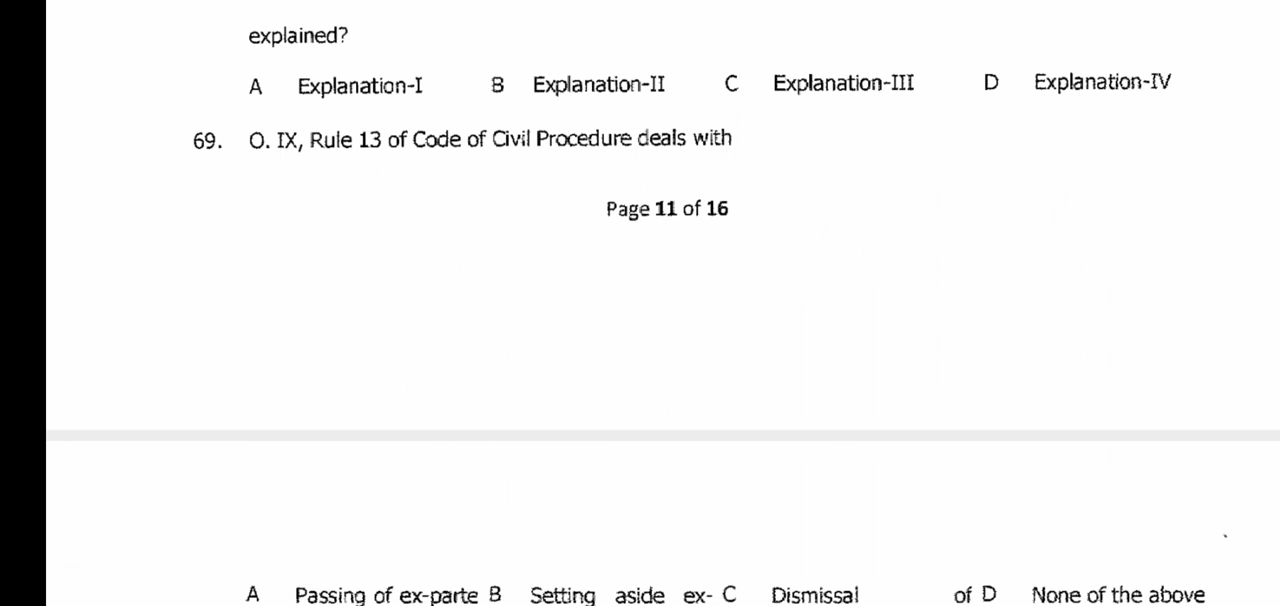 explained?
A Explanation-I B Explanation-II C Explanation-III D Explanation-IV
69. O. IX, Rule 13 of Code of Civil Procedure deals with
Page 11 of 16
A Passing of ex-parte B Setting aside ex- C Dismissal of D None of the above